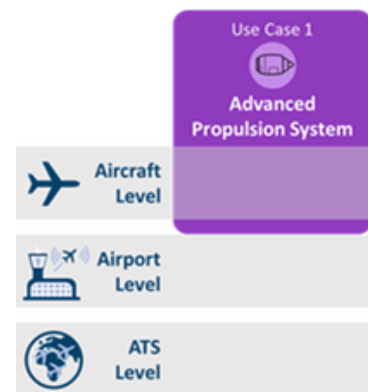 Use Case 1
Advanced
Propulsion System
Aircraft
Level
Airport
Level
ATS
Level